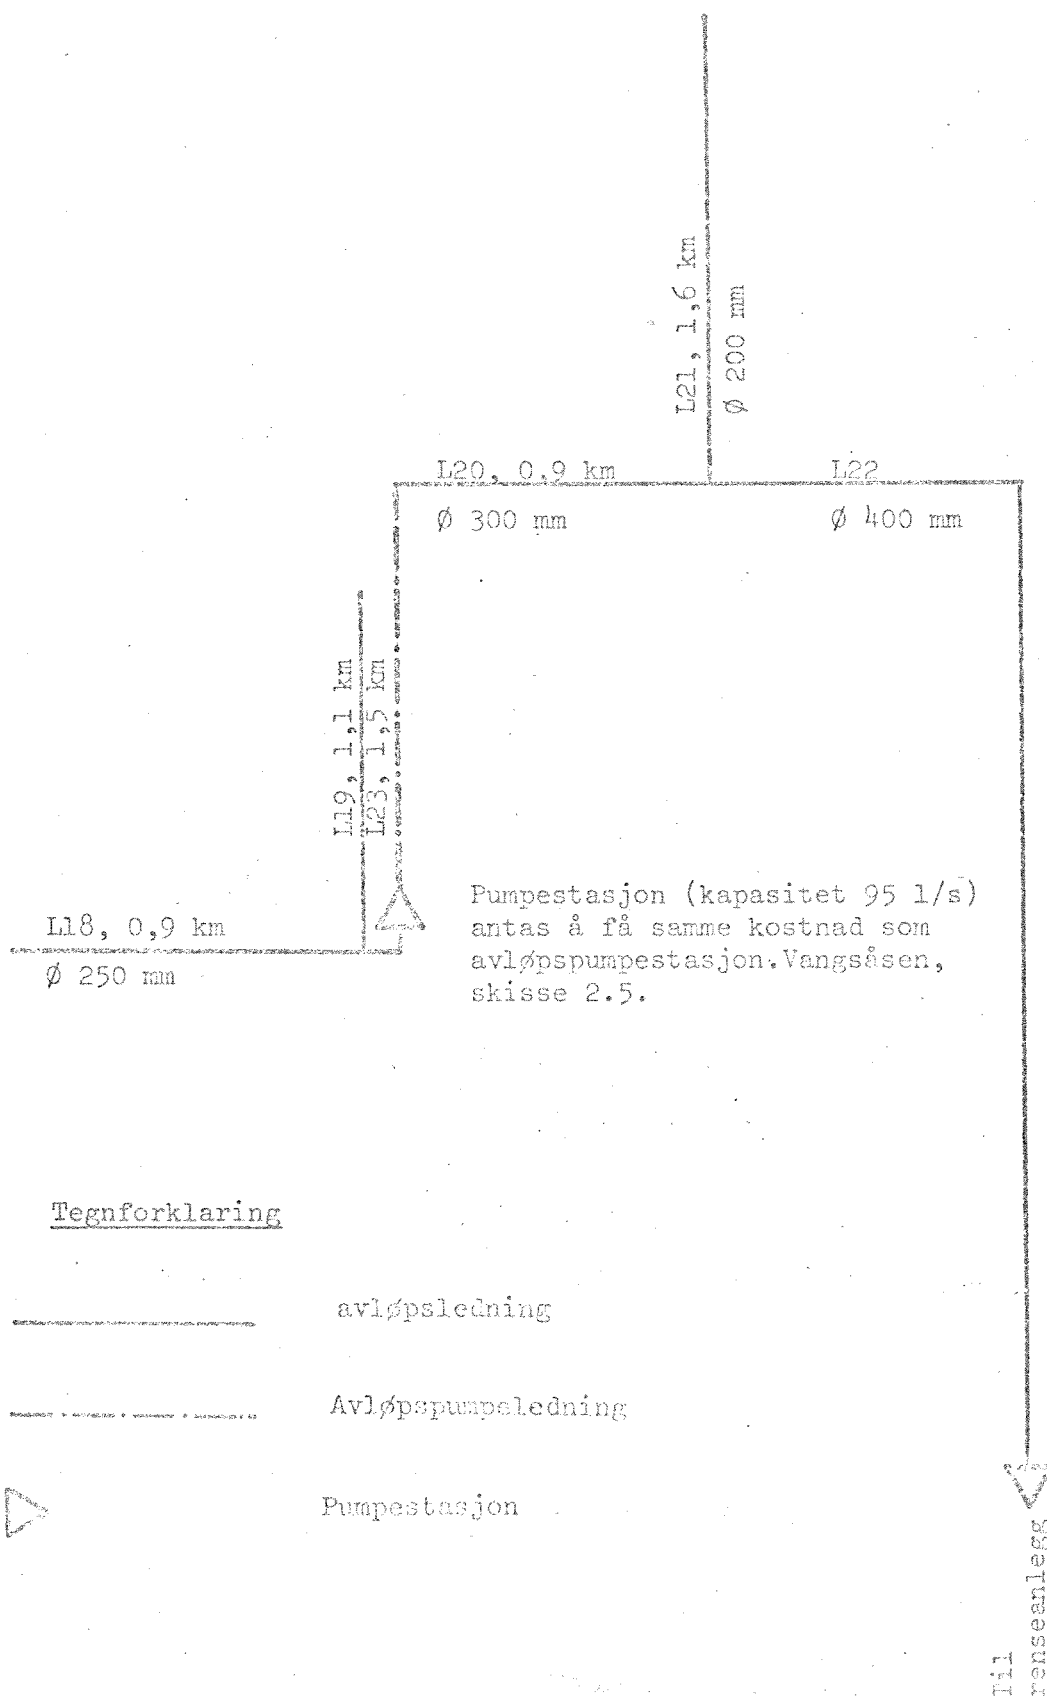 L21, 1,6 km
Ø 200 mm
L20, 0,9 km
L22
Ø 300 mm
Ø 400 mm
L19, 1,1 km
L23, 1,5 km
Pumpestasjon (kapasitet 95 l/s)
antas å få samme kostnad som
avløpspumpestasjon.Vangsåsen,
skisse 2.5.
L18, 0,9 km
Ø 250 mm
Tegnforklaring
avløpsledning
Avløpspumpeledning
Pumpestasjon
Til
renseanlegg